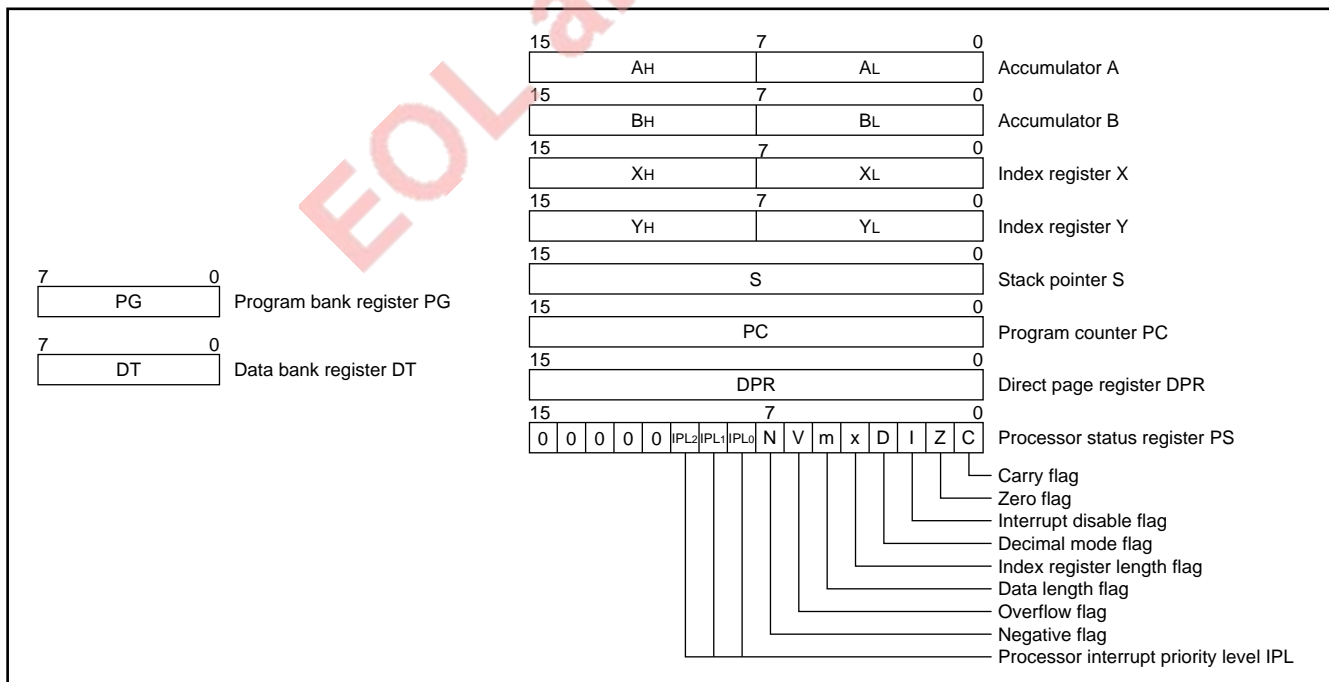 EOL a
15 7 0
AH AL Accumulator A
15 7 0
BH BL Accumulator B
15 7 0
XH XL Index register X
15 7 0
YH YL Index register Y
15 0
S Stack pointer S
7 0
PG Program bank register PG
15 0
PC Program counter PC
7 0
DT Data bank register DT
15 0
DPR Direct page register DPR
15 7 0
0 0 0 0 0 IPL2 IPL1 IPL0 N V m x D I Z C Processor status register PS
Carry flag
Zero flag
Interrupt disable flag
Decimal mode flag
Index register length flag
Data length flag
Overflow flag
Negative flag
Processor interrupt priority level IPL